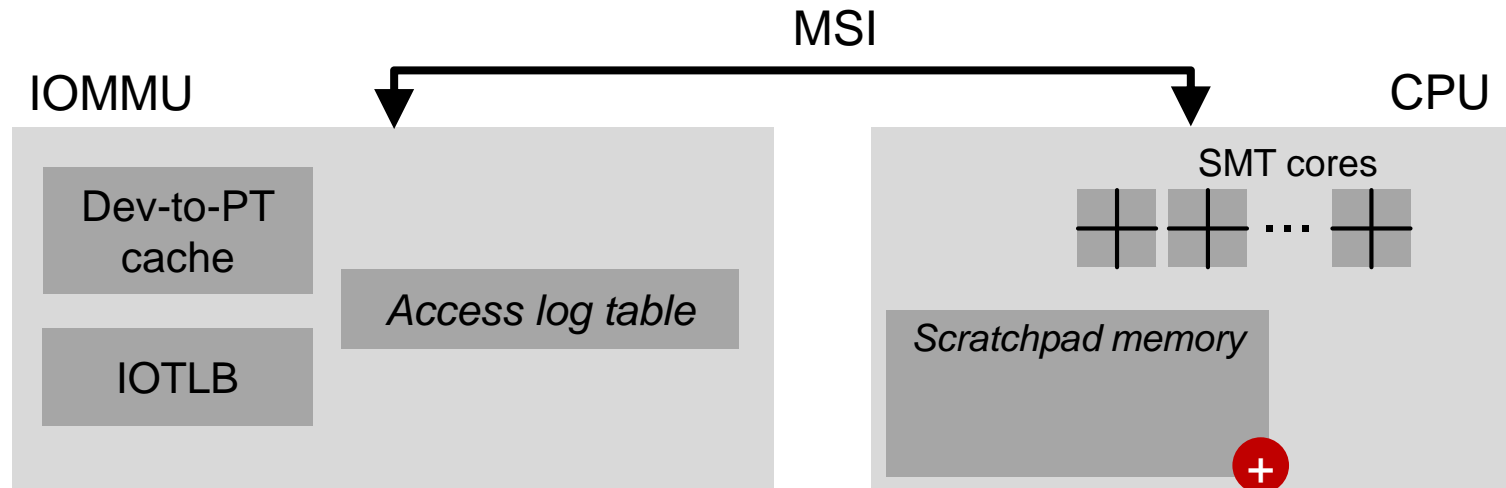 MSI
IOMMU
CPU
Dev-to-PT
cache
IOTLB
Access log table
SMT cores
...
Scratchpad memory
+